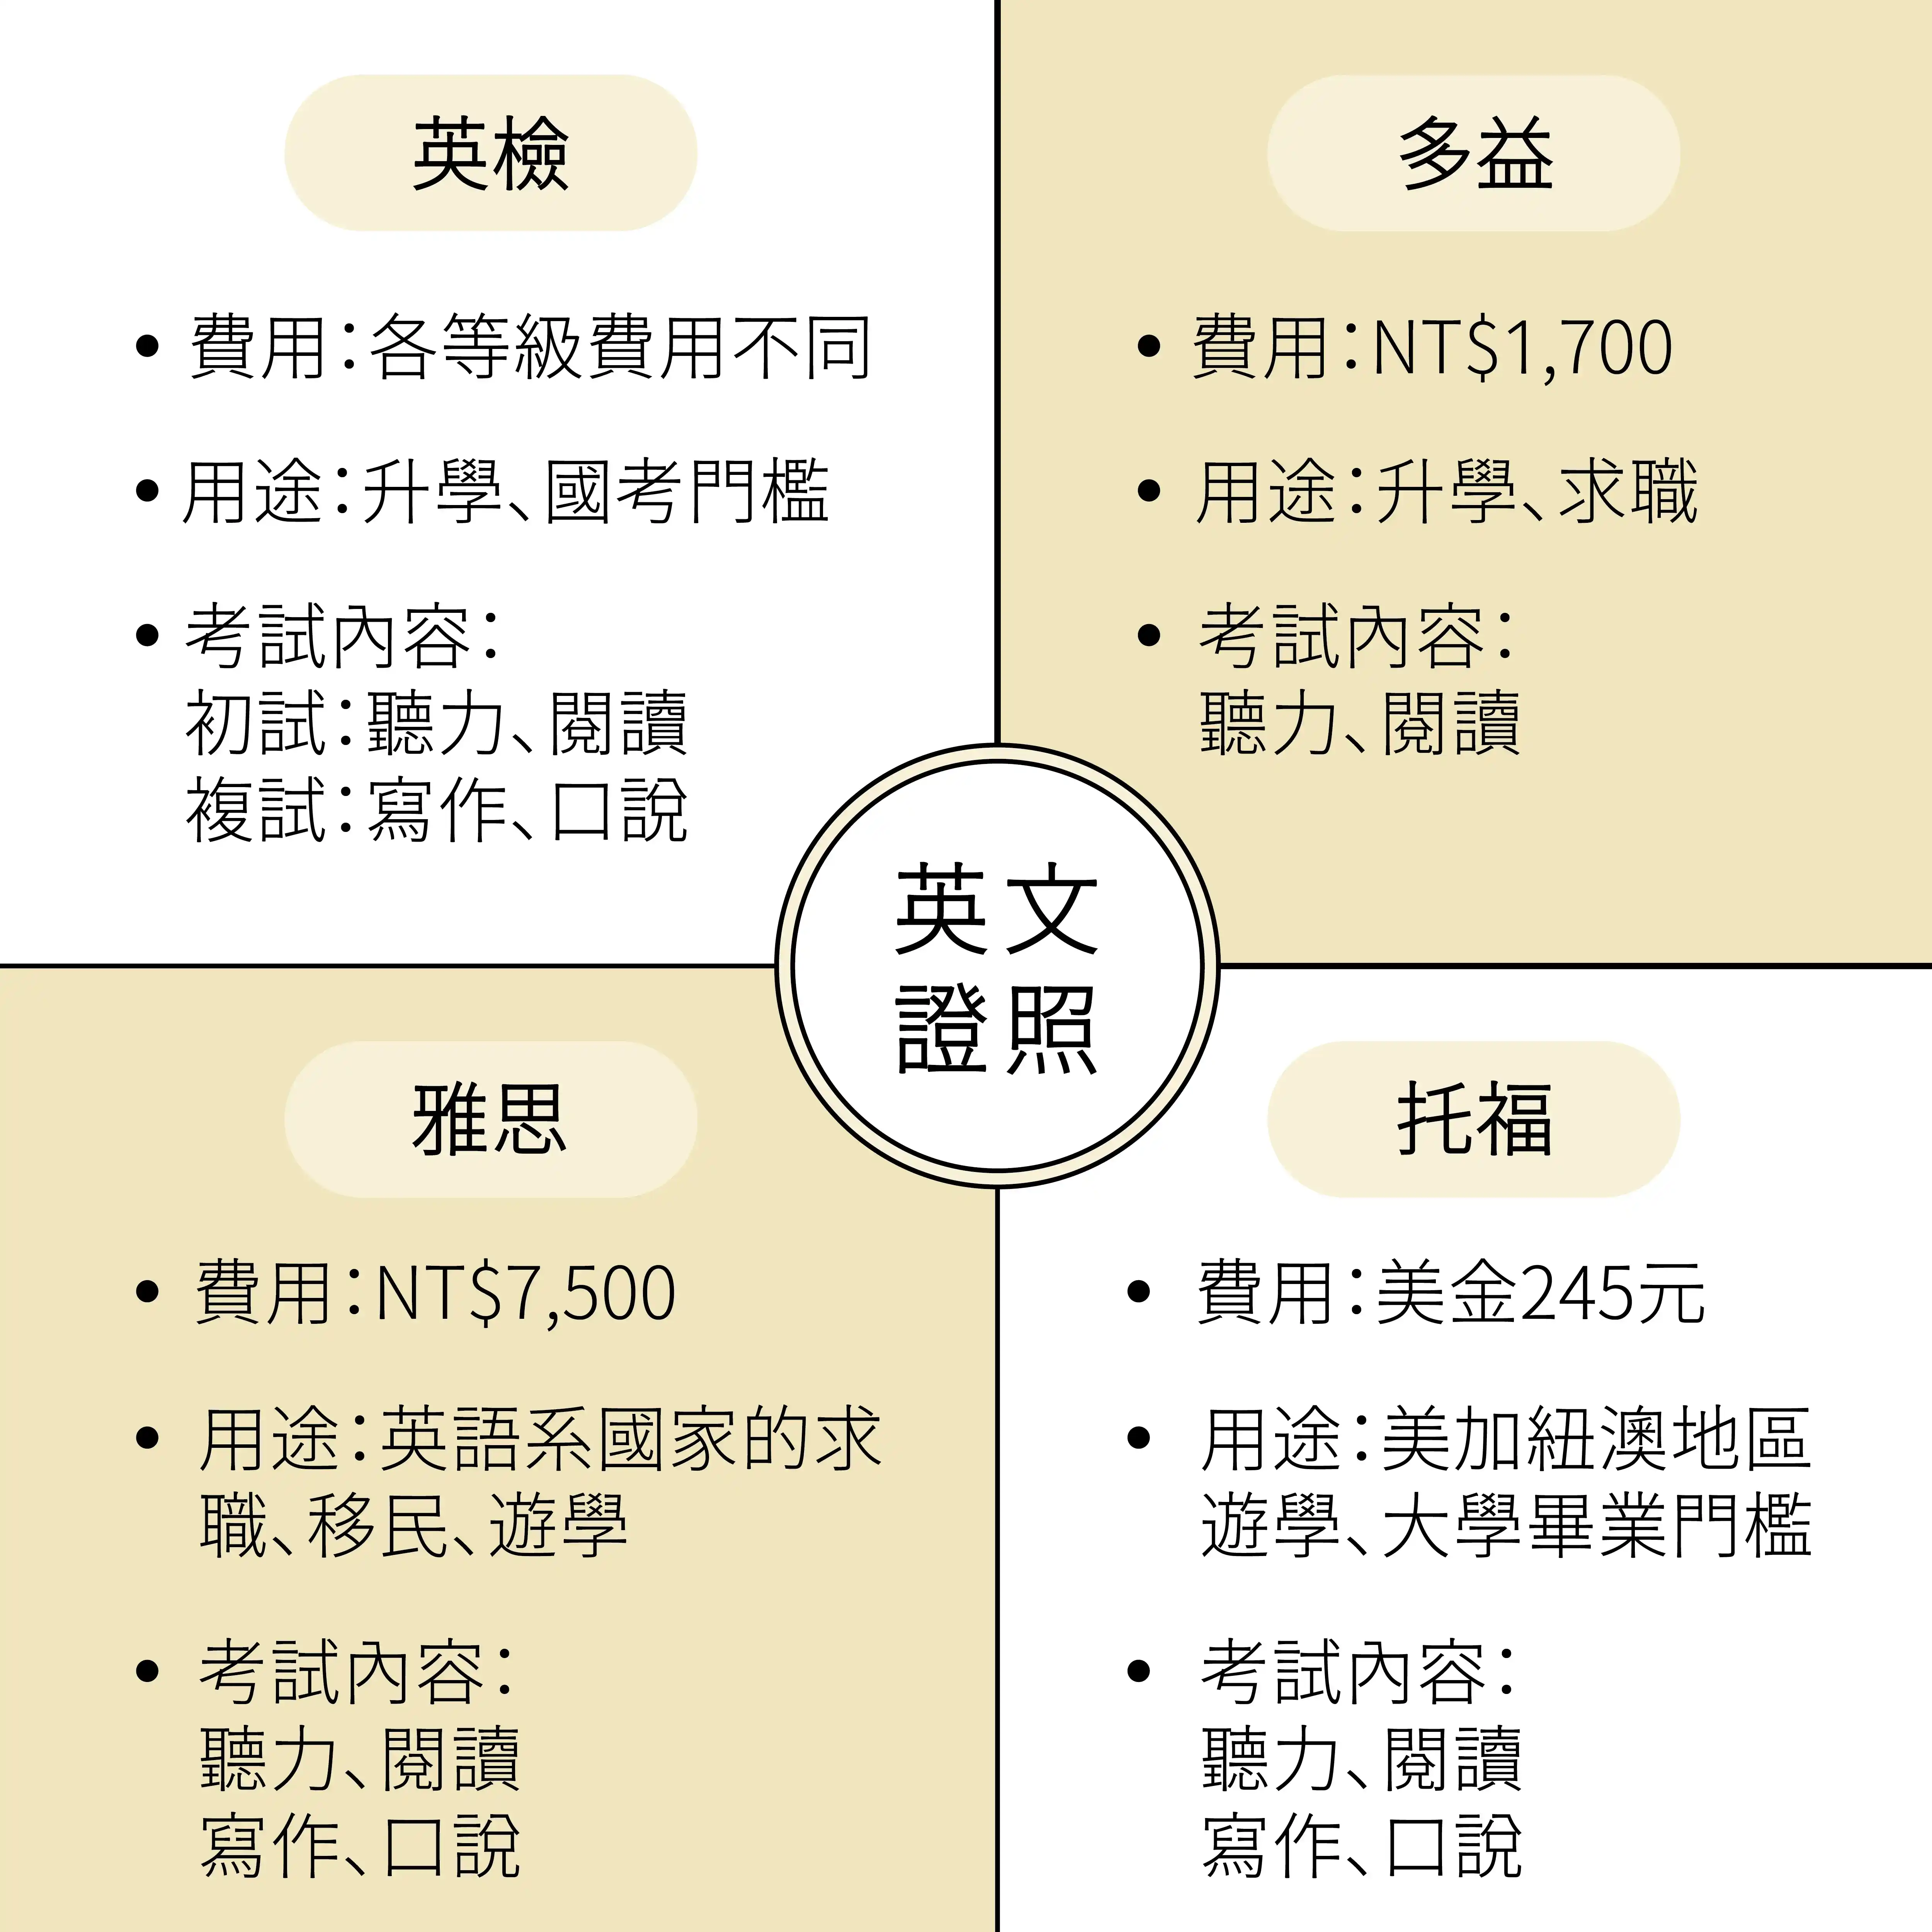 英檢
• 費用：各等級費用不同
• 用途：升學、國考門檻
• 考試內容：
初試：聽力、閱讀
複試：寫作、口說
多益
• 費用：NT$1,700
• 用途：升學、求職
• 考試內容：
聽力、閱讀
英文
證照
雅思
• 費用：NT$7,500
• 用途：英語系國家的求
職、移民、遊學
• 考試內容：
聽力、閱讀
寫作、口說
托福
• 費用：美金245元
• 用途：美加紐澳地區
遊學、大學畢業門檻
• 考試內容：
聽力、閱讀
寫作、口說